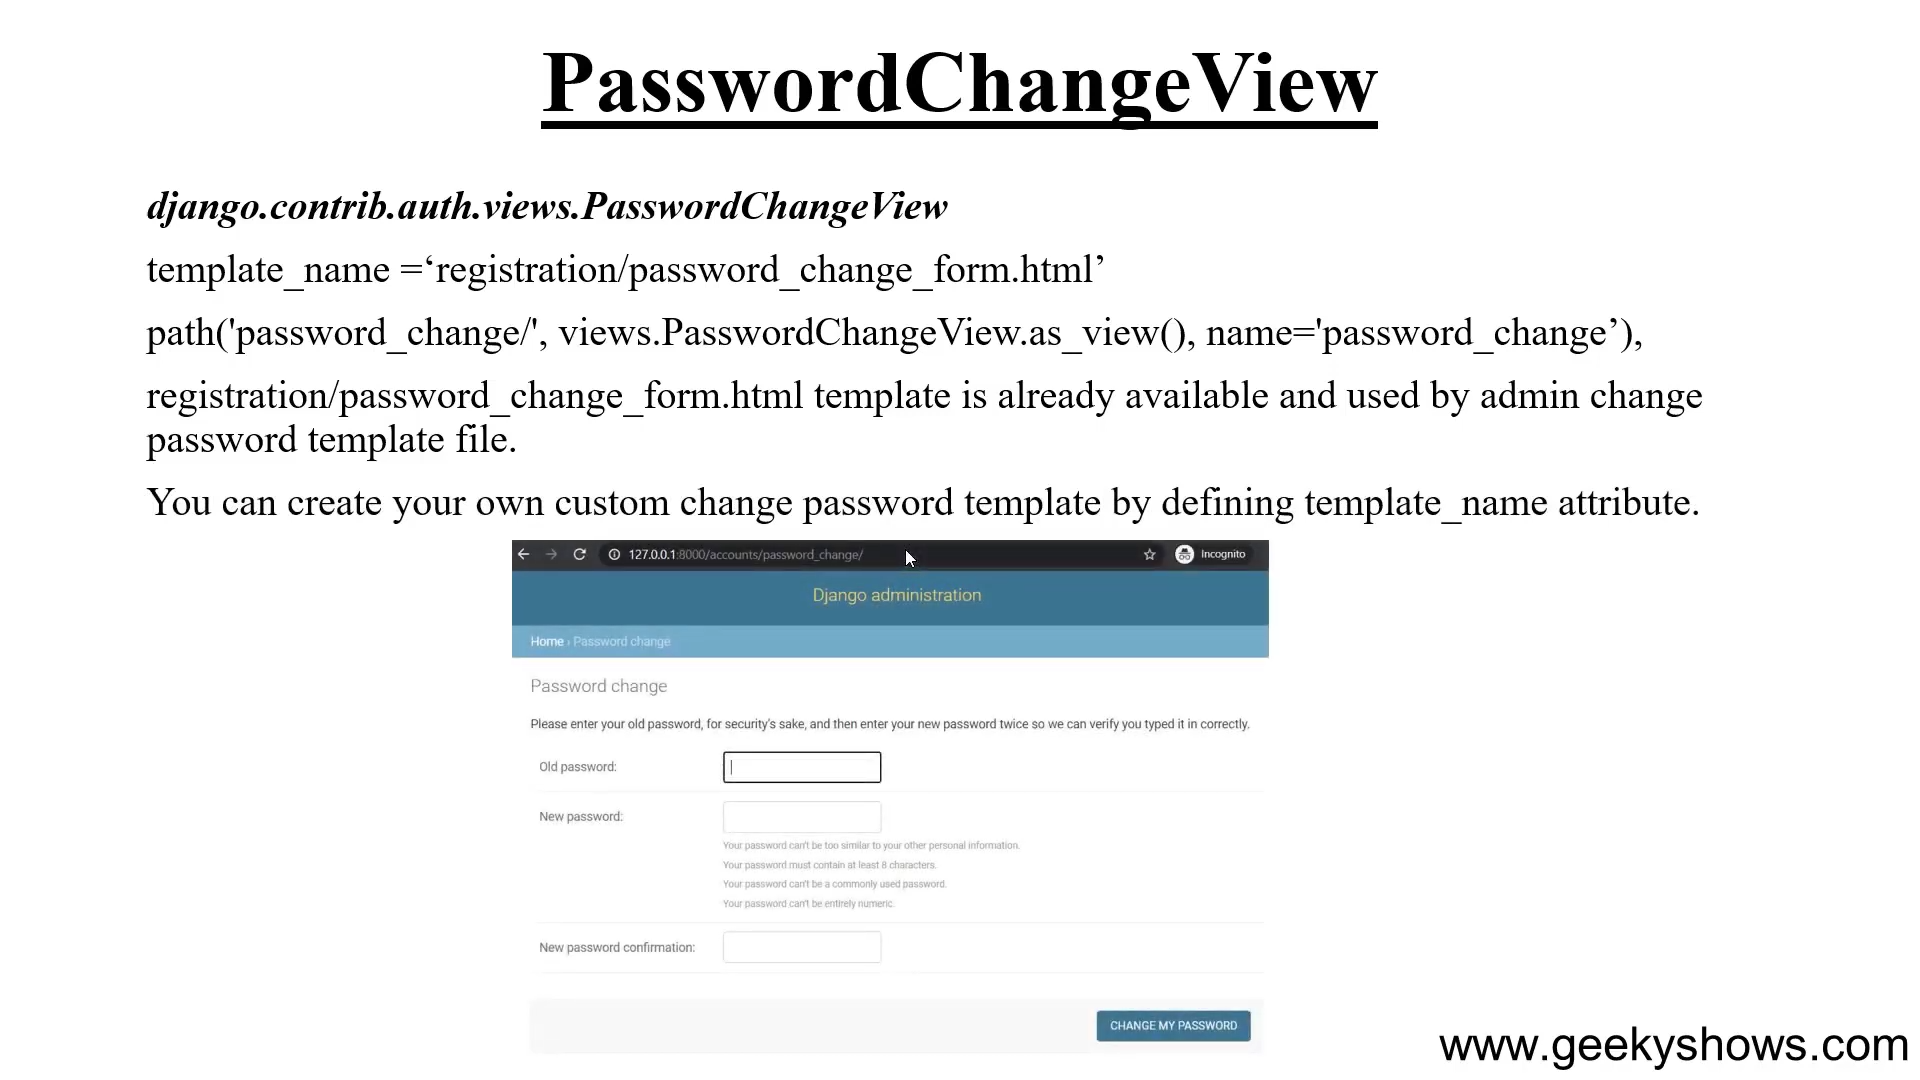 PasswordChangeView
django.contrib.auth.views.PasswordChangeView
template_name =‘registration/password_change_form.html’
path('password_change/', views.PasswordChangeView.as_view(), name='password_change’),
registration/password_change_form.html template is already available and used by admin change
password template file.
You can create your own custom change password template by defining template_name attribute.
127.0.0.1:8000/accounts/password_change/ Incognito
Django administration
Home › Password change
Password change
Please enter your old password, for security's sake, and then enter your new password twice so we can verify you typed it in correctly.
Old password:
New password:
Your password can't be too similar to your other personal information.
Your password must contain at least 8 characters.
Your password can't be a commonly used password.
Your password can't be entirely numeric.
New password confirmation:
CHANGE MY PASSWORD
www.geekyshows.com